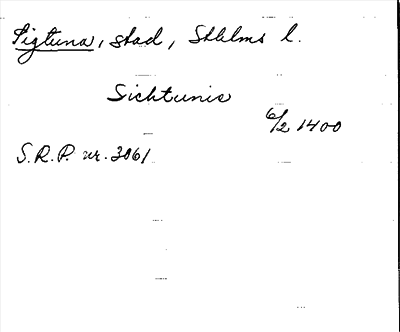 Sigtuna, stad, Sthlms l.
Sichtunis
6/2 1400
S.R.P. nr. 3061